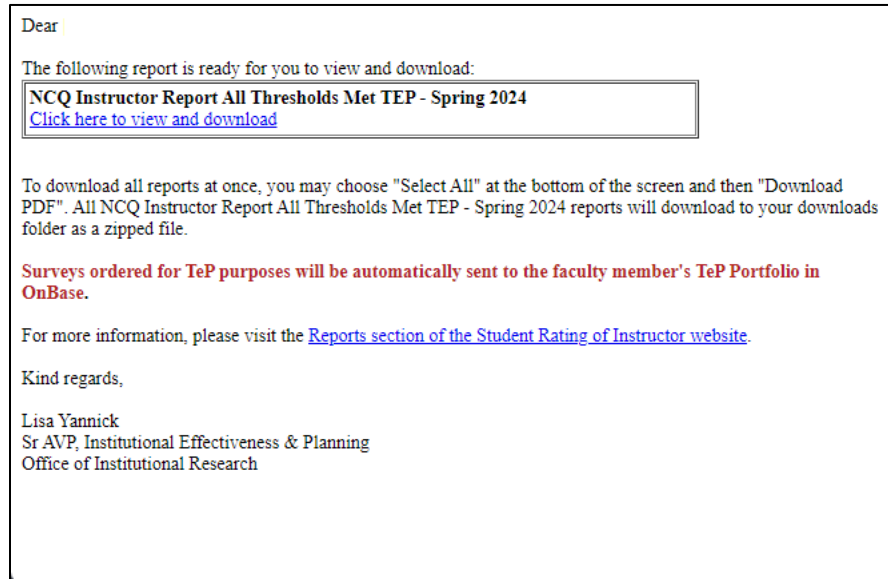 Dear
The following report is ready for you to view and download:
NCQ Instructor Report All Thresholds Met TEP - Spring 2024
Click here to view and download
To download all reports at once, you may choose "Select All" at the bottom of the screen and then "Download
PDF". All NCQ Instructor Report All Thresholds Met TEP - Spring 2024 reports will download to your downloads
folder as a zipped file.
Surveys ordered for TeP purposes will be automatically sent to the faculty member's TeP Portfolio in
OnBase.
For more information, please visit the Reports section of the Student Rating of Instructor website.
Kind regards,
Lisa Yannick
Sr AVP, Institutional Effectiveness & Planning
Office of Institutional Research